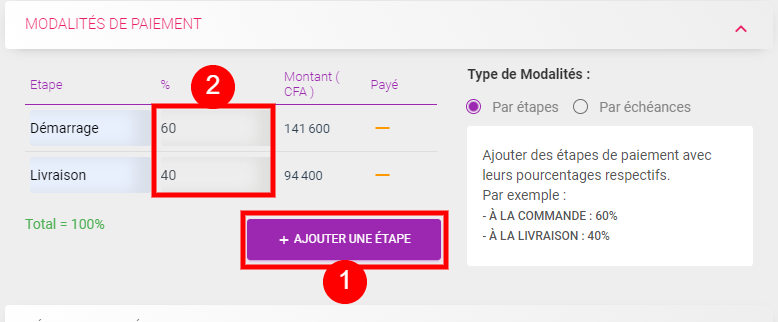 MODALITÉS DE PAIEMENT
Etape
%
2
Montant (
CFA )
Payé
Démarrage
60
141 600
Livraison
40
94 400
Total = 100%
+ AJOUTER UNE ÉTAPE
1
Type de Modalités :
Par étapes
Par échéances
Ajouter des étapes de paiement avec
leurs pourcentages respectifs.
Par exemple :
- À LA COMMANDE : 60%
- À LA LIVRAISON : 40%